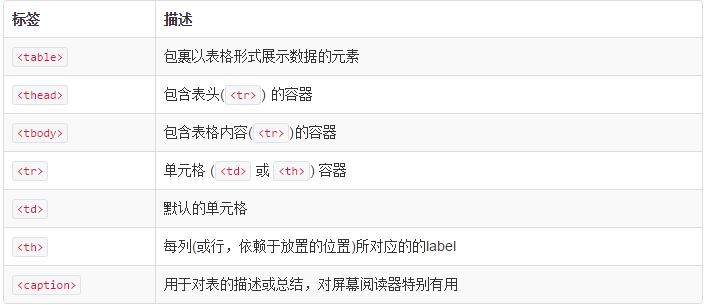 标签 描述
<table> 包裹以表格形式展示数据的元素
<thead> 包含表头(<tr>) 的容器
<tbody> 包含表格内容(<tr>)的容器
<tr> 单元格 (<td> 或 <th>) 容器
<td> 默认的单元格
<th> 每列(或行，依赖于放置的位置)所对应的的label
<caption> 用于对表的描述或总结，对屏幕阅读器特别有用